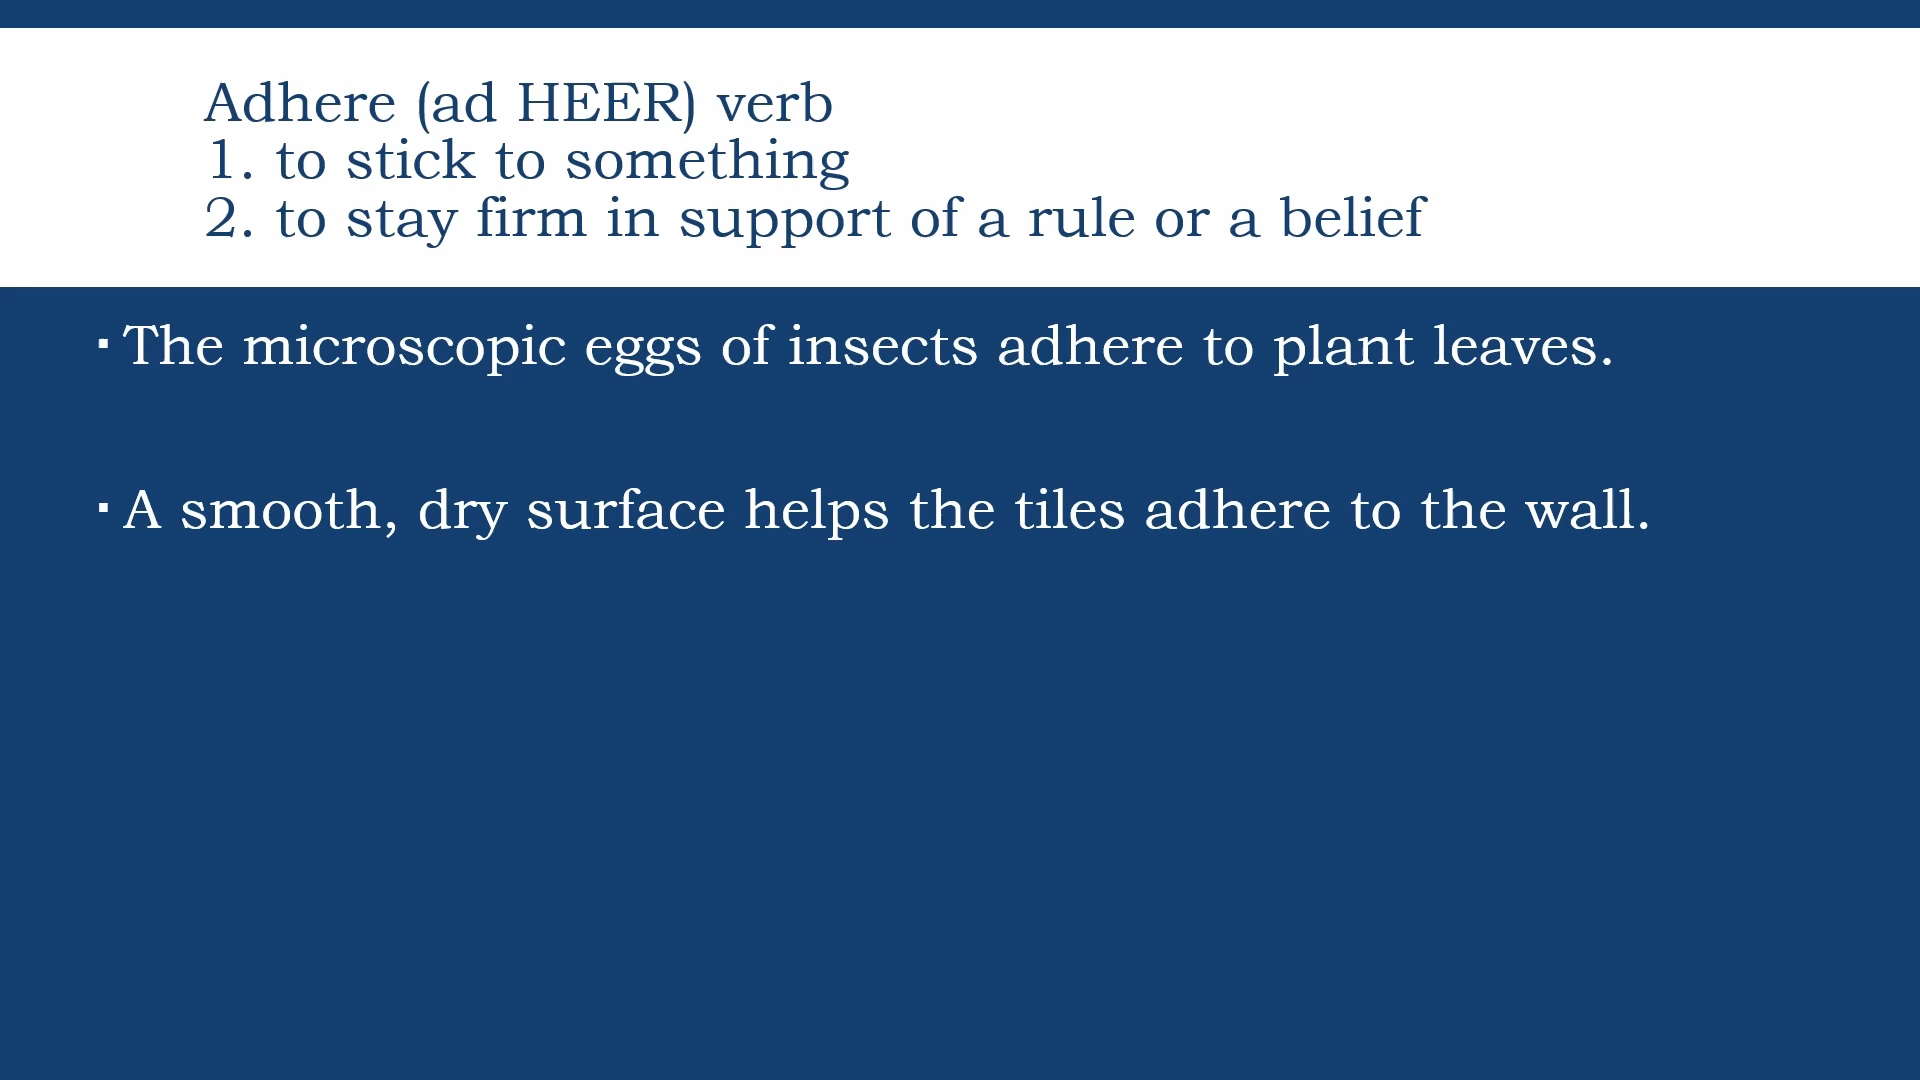 Adhere (ad HEER) verb
1. to stick to something
2. to stay firm in support of a rule or a belief
▪ The microscopic eggs of insects adhere to plant leaves.
▪ A smooth, dry surface helps the tiles adhere to the wall.